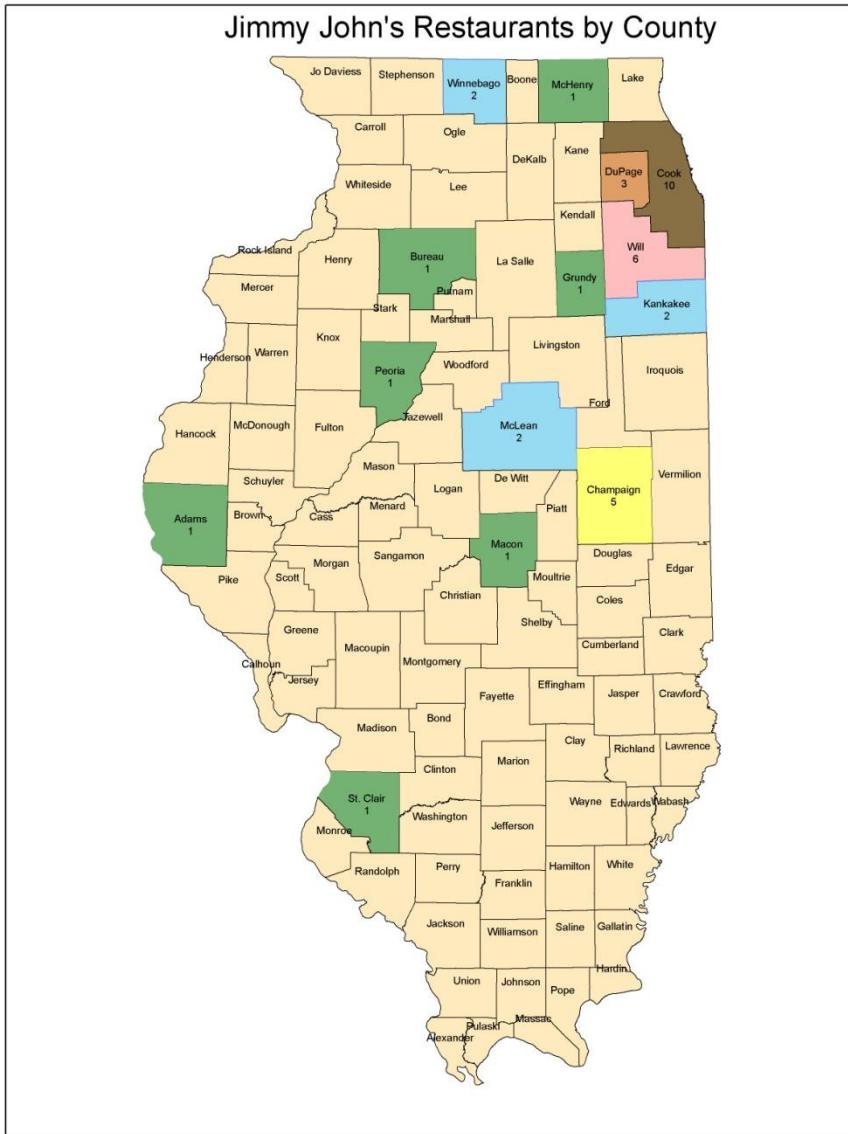 Jimmy John's Restaurants by County
Jo Daviess
Stephenson
Winnebago
2
Boone
McHenry
1
Lake
Carroll
Ogle
DeKalb
Kane
DuPage
3
Cook
10
Whiteside
Lee
Kendall
Rock Island
Henry
Bureau
1
La Salle
Grundy
1
Will
6
Mercer
Putnam
Kankakee
2
Stark
Marshall
Knox
Henderson
Warren
Peoria
1
Woodford
Livingston
Iroquois
Ford
Hancock
McDonough
Fulton
Tazewell
McLean
2
Mason
Vermilion
Schuyler
Logan
De Witt
Champaign
5
Adams
1
Brown
Cass
Menard
Piatt
Macon
1
Pike
Scott
Morgan
Sangamon
Douglas
Moultrie
Edgar
Christian
Coles
Shelby
Greene
Macoupin
Montgomery
Cumberland
Clark
Calhoun
Jersey
Fayette
Effingham
Jasper
Crawford
Madison
Bond
Clay
Richland
Lawrence
Clinton
Marion
St. Clair
1
Wayne
Edwards
Wabash
Monroe
Washington
Jefferson
Randolph
Perry
Hamilton
White
Franklin
Jackson
Williamson
Saline
Gallatin
Hardin
Union
Johnson
Pope
Alexander
Pulaski
Massac